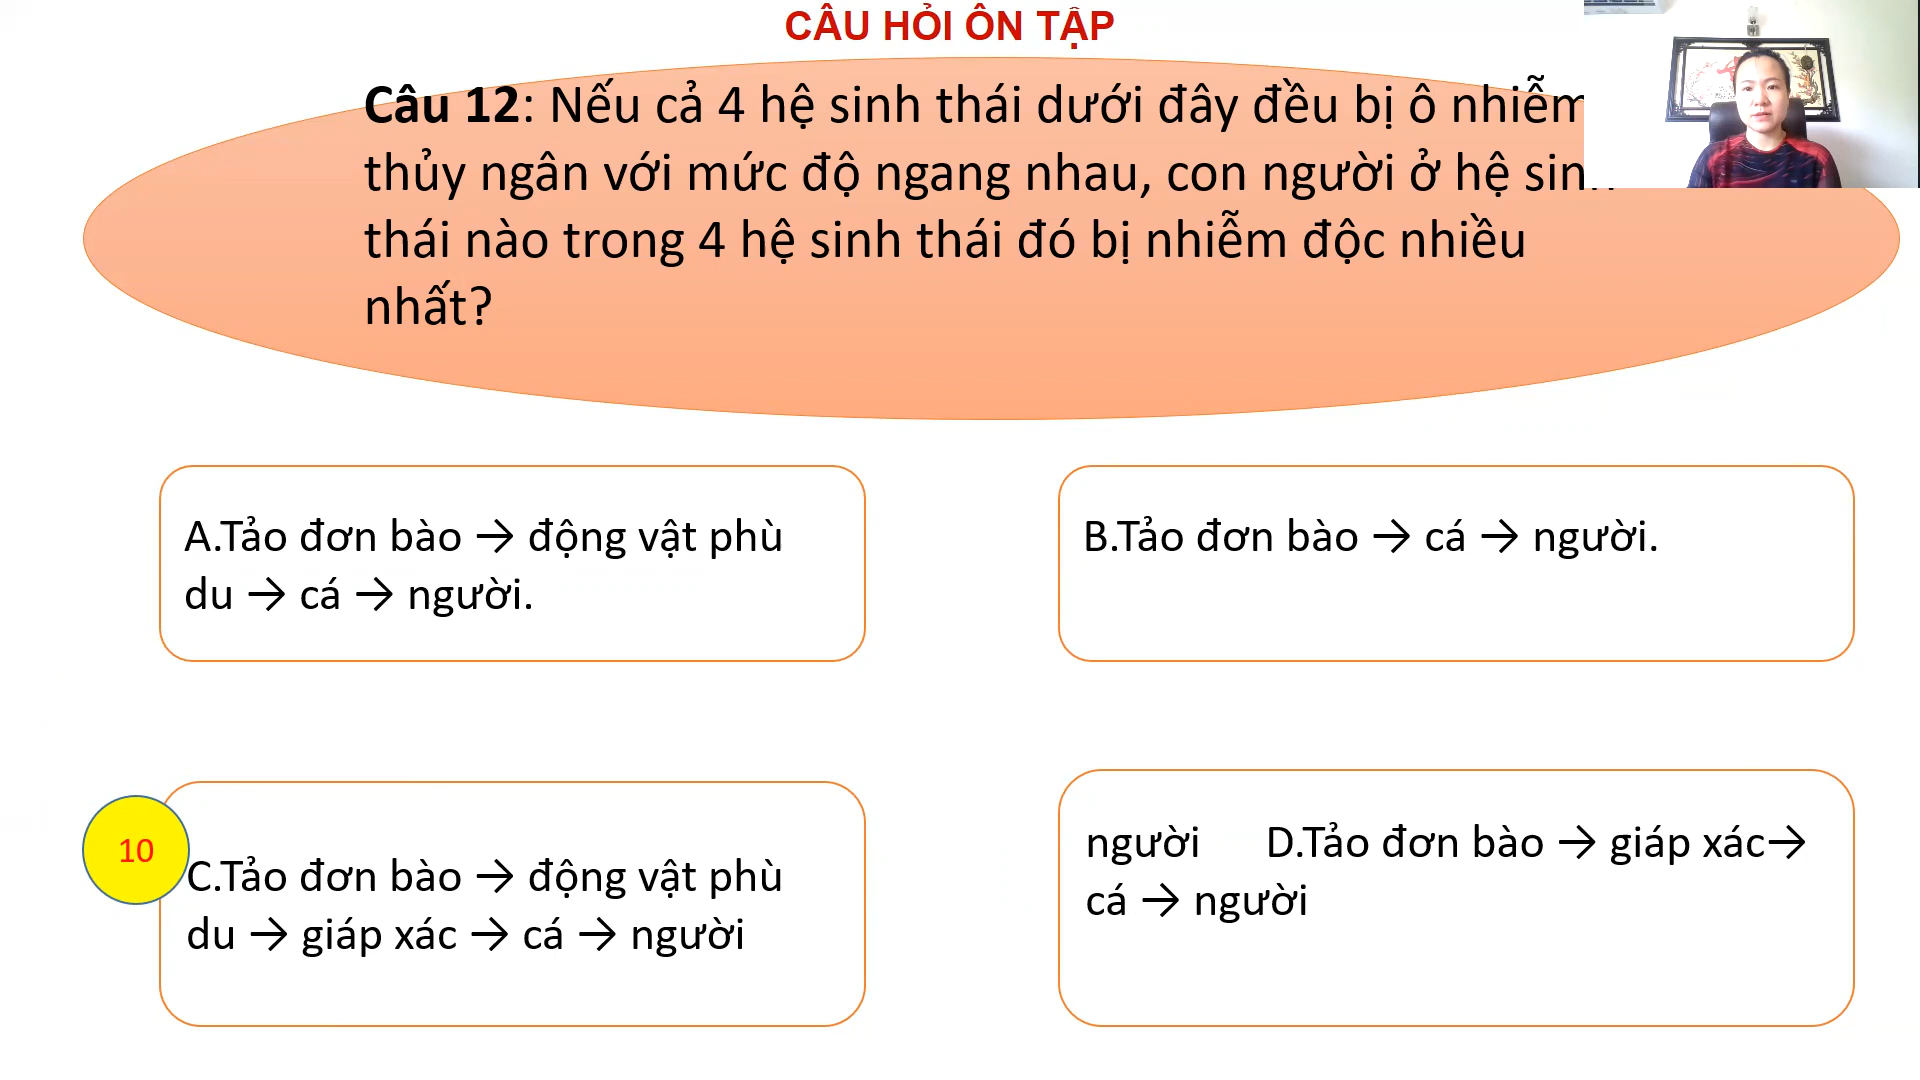 CÂU HỎI ÔN TẬP
Câu 12: Nếu cả 4 hệ sinh thái dưới đây đều bị ô nhiễm
thủy ngân với mức độ ngang nhau, con người ở hệ sinh
thái nào trong 4 hệ sinh thái đó bị nhiễm độc nhiều
nhất?
A.Tảo đơn bào → động vật phù
du → cá → người.
B.Tảo đơn bào → cá → người.
10
C.Tảo đơn bào → động vật phù
du → giáp xác → cá → người
người D.Tảo đơn bào → giáp xác→
cá → người